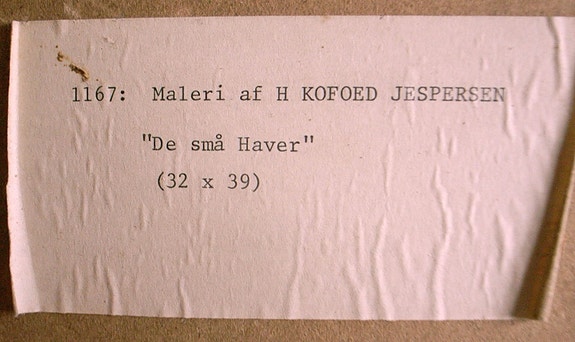 1167: Maleri af H KOFOED JESPERSEN
"De små Haver"
(32 x 39)